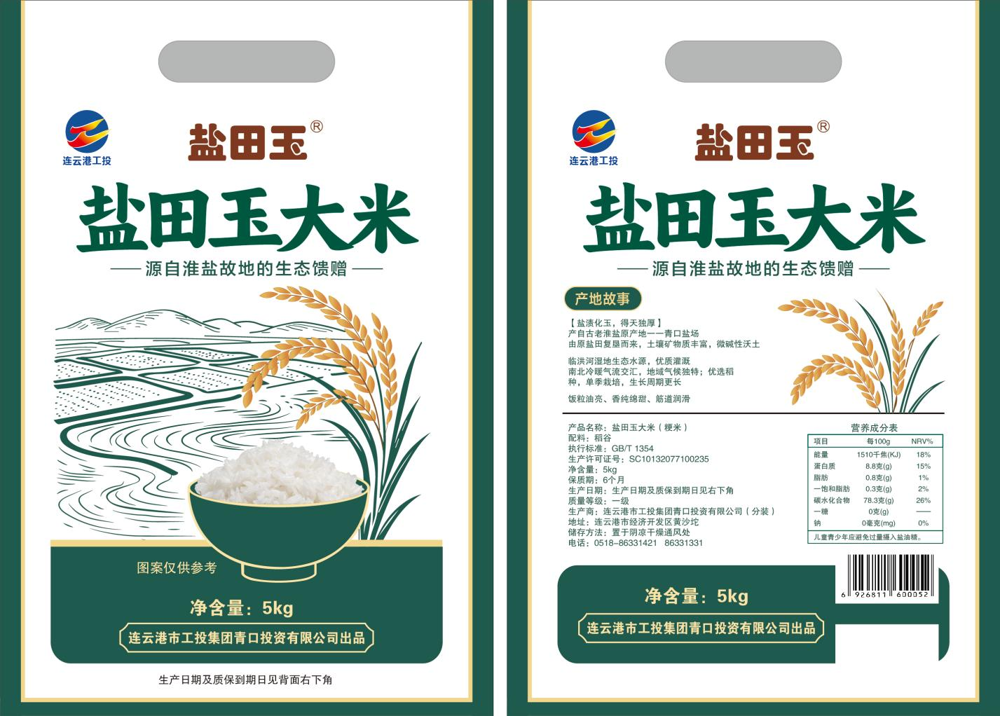 连云港工投
盐田玉®
盐田玉大米
源自淮盐故地的生态馈赠
图案仅供参考
净含量：5kg
连云港市工投集团青口投资有限公司出品
生产日期及质保到期日见背面右下角
连云港工投
盐田玉®
盐田玉大米
源自淮盐故地的生态馈赠
产地故事
【盐渍化玉，得天独厚】
产自古老淮盐原产地——青口盐场
由原盐田复垦而来，土壤矿物质丰富，微碱性沃土
临洪河湿地生态水源，优质灌溉
南北冷暖气流交汇，地域气候独特；优选稻
种，单季栽培，生长周期更长
饭粒油亮、香纯绵甜、筋道润滑
产品名称：盐田玉大米（粳米）
配料：稻谷
执行标准：GB/T 1354
生产许可证号：SC10132077100235
净含量：5kg
保质期：6个月
生产日期：生产日期及质保到期日见右下角
质量等级：一级
生产商：连云港市工投集团青口投资有限公司（分装）
地址：连云港市经济开发区黄沙坨
储存方法：置于阴凉干燥通风处
电话：0518-86331421 86331331
营养成分表
项目 每100g NRV%
能量 1510千焦(KJ) 18%
蛋白质 8.8克(g) 15%
脂肪 0.8克(g) 1%
一饱和脂肪 0.3克(g) 2%
碳水化合物 78.3克(g) 26%
一糖 0克(g) ——
钠 0毫克(mg) 0%
儿童青少年应避免过量摄入盐油糖。
6 926811 600052
净含量：5kg
连云港市工投集团青口投资有限公司出品